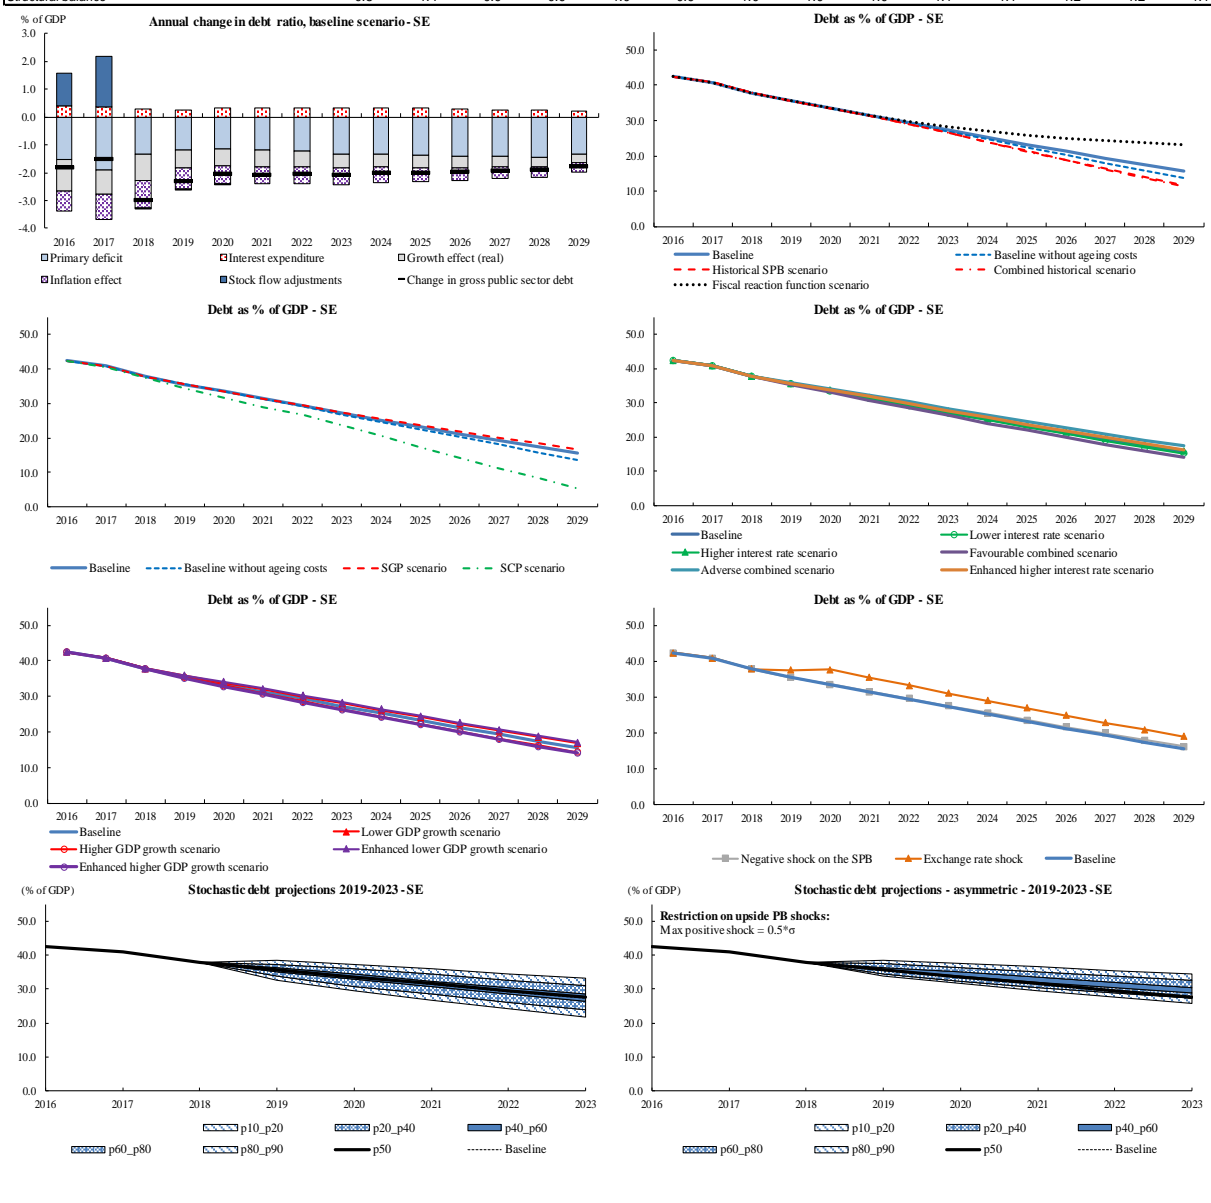 Annual change in debt ratio, baseline scenario - SE
% of GDP
3.0
2.0
1.0
0.0
-1.0
-2.0
-3.0
-4.0
2016 2017 2018 2019 2020 2021 2022 2023 2024 2025 2026 2027 2028 2029
Primary deficit Interest expenditure Growth effect (real)
Inflation effect Stock flow adjustments Change in gross public sector debt
Debt as % of GDP - SE
50.0
40.0
30.0
20.0
10.0
0.0
2016 2017 2018 2019 2020 2021 2022 2023 2024 2025 2026 2027 2028 2029
Baseline Baseline without ageing costs
Historical SPB scenario Combined historical scenario
Fiscal reaction function scenario
Debt as % of GDP - SE
50.0
40.0
30.0
20.0
10.0
0.0
2016 2017 2018 2019 2020 2021 2022 2023 2024 2025 2026 2027 2028 2029
Baseline Baseline without ageing costs SGP scenario SCP scenario
Debt as % of GDP - SE
50.0
40.0
30.0
20.0
10.0
0.0
2016 2017 2018 2019 2020 2021 2022 2023 2024 2025 2026 2027 2028 2029
Baseline Lower interest rate scenario
Higher interest rate scenario Favourable combined scenario
Adverse combined scenario Enhanced higher interest rate scenario
Debt as % of GDP - SE
50.0
40.0
30.0
20.0
10.0
0.0
2016 2017 2018 2019 2020 2021 2022 2023 2024 2025 2026 2027 2028 2029
Baseline Lower GDP growth scenario
Higher GDP growth scenario Enhanced lower GDP growth scenario
Enhanced higher GDP growth scenario
Debt as % of GDP - SE
50.0
40.0
30.0
20.0
10.0
0.0
2016 2017 2018 2019 2020 2021 2022 2023 2024 2025 2026 2027 2028 2029
Negative shock on the SPB Exchange rate shock Baseline
(% of GDP) Stochastic debt projections 2019-2023 - SE
50.0
40.0
30.0
20.0
10.0
0.0
2016 2017 2018 2019 2020 2021 2022 2023
p10_p20 p20_p40 p40_p60
p60_p80 p80_p90 p50 Baseline
(% of GDP) Stochastic debt projections - asymmetric - 2019-2023 - SE
Restriction on upside PB shocks:
Max positive shock = 0.5*σ
50.0
40.0
30.0
20.0
10.0
0.0
2016 2017 2018 2019 2020 2021 2022 2023
p10_p20 p20_p40 p40_p60
p60_p80 p80_p90 p50 Baseline